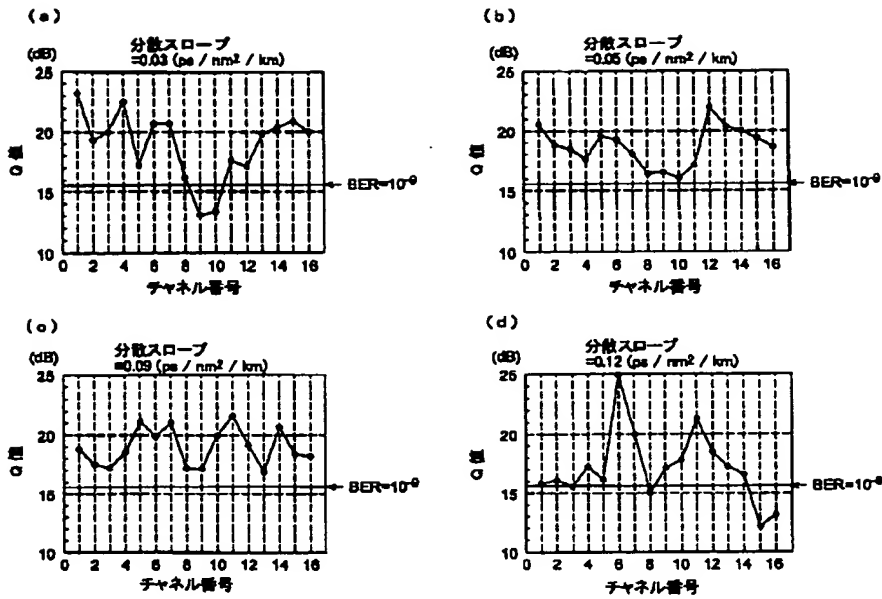 (a)
分散スロープ
=0.03 (ps / nm² / km)
(dB)
25
20
15
10
Q 値
BER=10⁻⁹
0 2 4 6 8 10 12 14 16
チャネル番号
(b)
分散スロープ
=0.05 (ps / nm² / km)
(dB)
25
20
15
10
Q 値
BER=10⁻⁹
0 2 4 6 8 10 12 14 16
チャネル番号
(c)
分散スロープ
=0.09 (ps / nm² / km)
(dB)
25
20
15
10
Q 値
BER=10⁻⁹
0 2 4 6 8 10 12 14 16
チャネル番号
(d)
分散スロープ
=0.12 (ps / nm² / km)
(dB)
25
20
15
10
Q 値
BER=10⁻⁹
0 2 4 6 8 10 12 14 16
チャネル番号